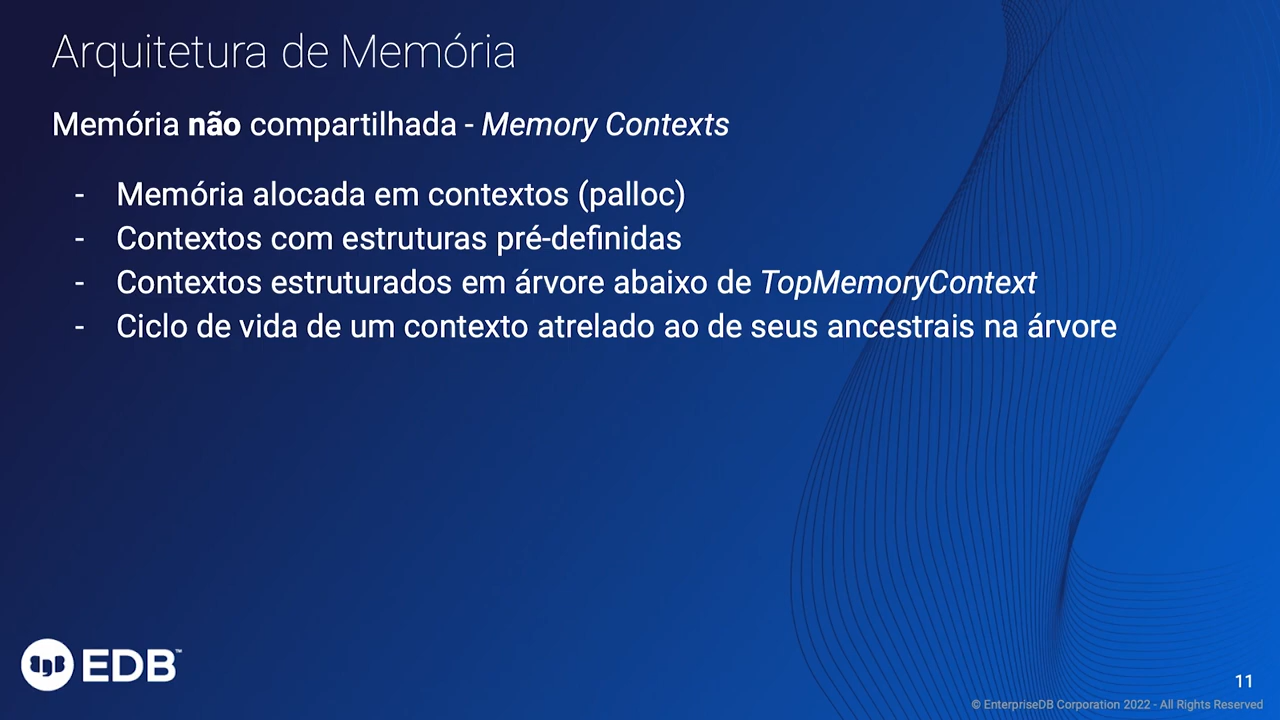 Arquitetura de Memória
Memória não compartilhada - Memory Contexts
- Memória alocada em contextos (palloc)
- Contextos com estruturas pré-definidas
- Contextos estruturados em árvore abaixo de TopMemoryContext
- Ciclo de vida de um contexto atrelado ao de seus ancestrais na árvore
EDB™
11
© EnterpriseDB Corporation 2022 - All Rights Reserved